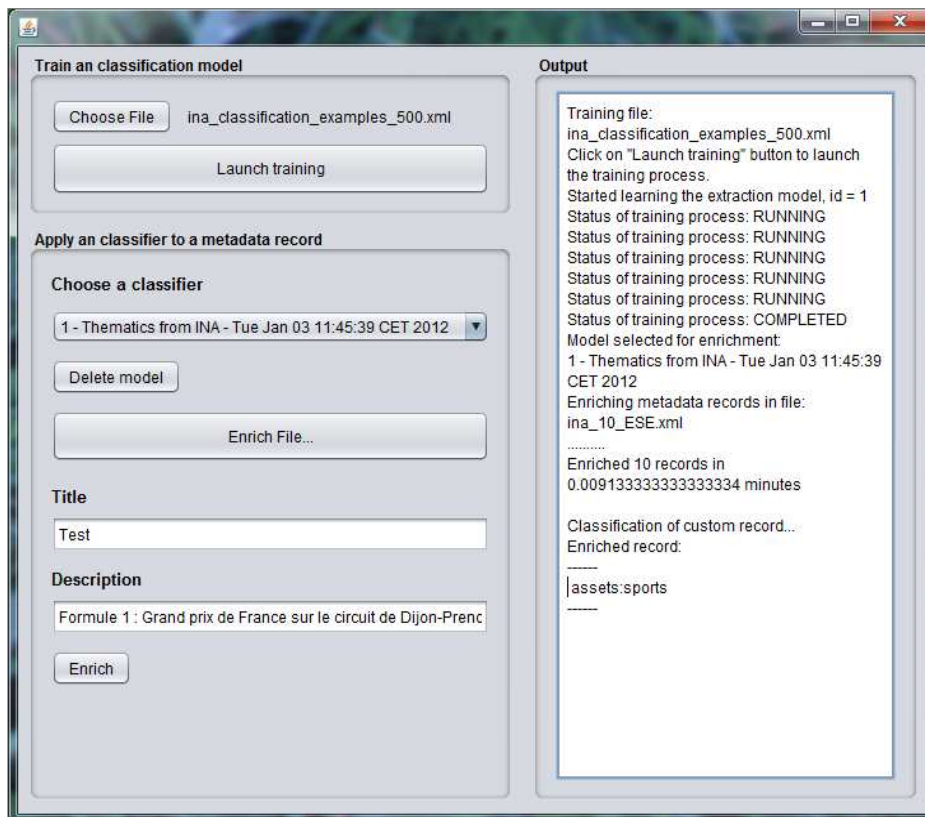 Train an classification model
Choose File
ina_classification_examples_500.xml
Launch training
Apply an classifier to a metadata record
Choose a classifier
1 - Thematics from INA - Tue Jan 03 11:45:39 CET 2012
Delete model
Enrich File...
Title
Test
Description
Formule 1 : Grand prix de France sur le circuit de Dijon-Prenc
Enrich
Output
Training file:
ina_classification_examples_500.xml
Click on "Launch training" button to launch
the training process.
Started learning the extraction model, id = 1
Status of training process: RUNNING
Status of training process: RUNNING
Status of training process: RUNNING
Status of training process: RUNNING
Status of training process: RUNNING
Status of training process: COMPLETED
Model selected for enrichment:
1 - Thematics from INA - Tue Jan 03 11:45:39
CET 2012
Enriching metadata records in file:
ina_10_ESE.xml
..........
Enriched 10 records in
0.009133333333333334 minutes
Classification of custom record...
Enriched record:
------
assets:sports
------